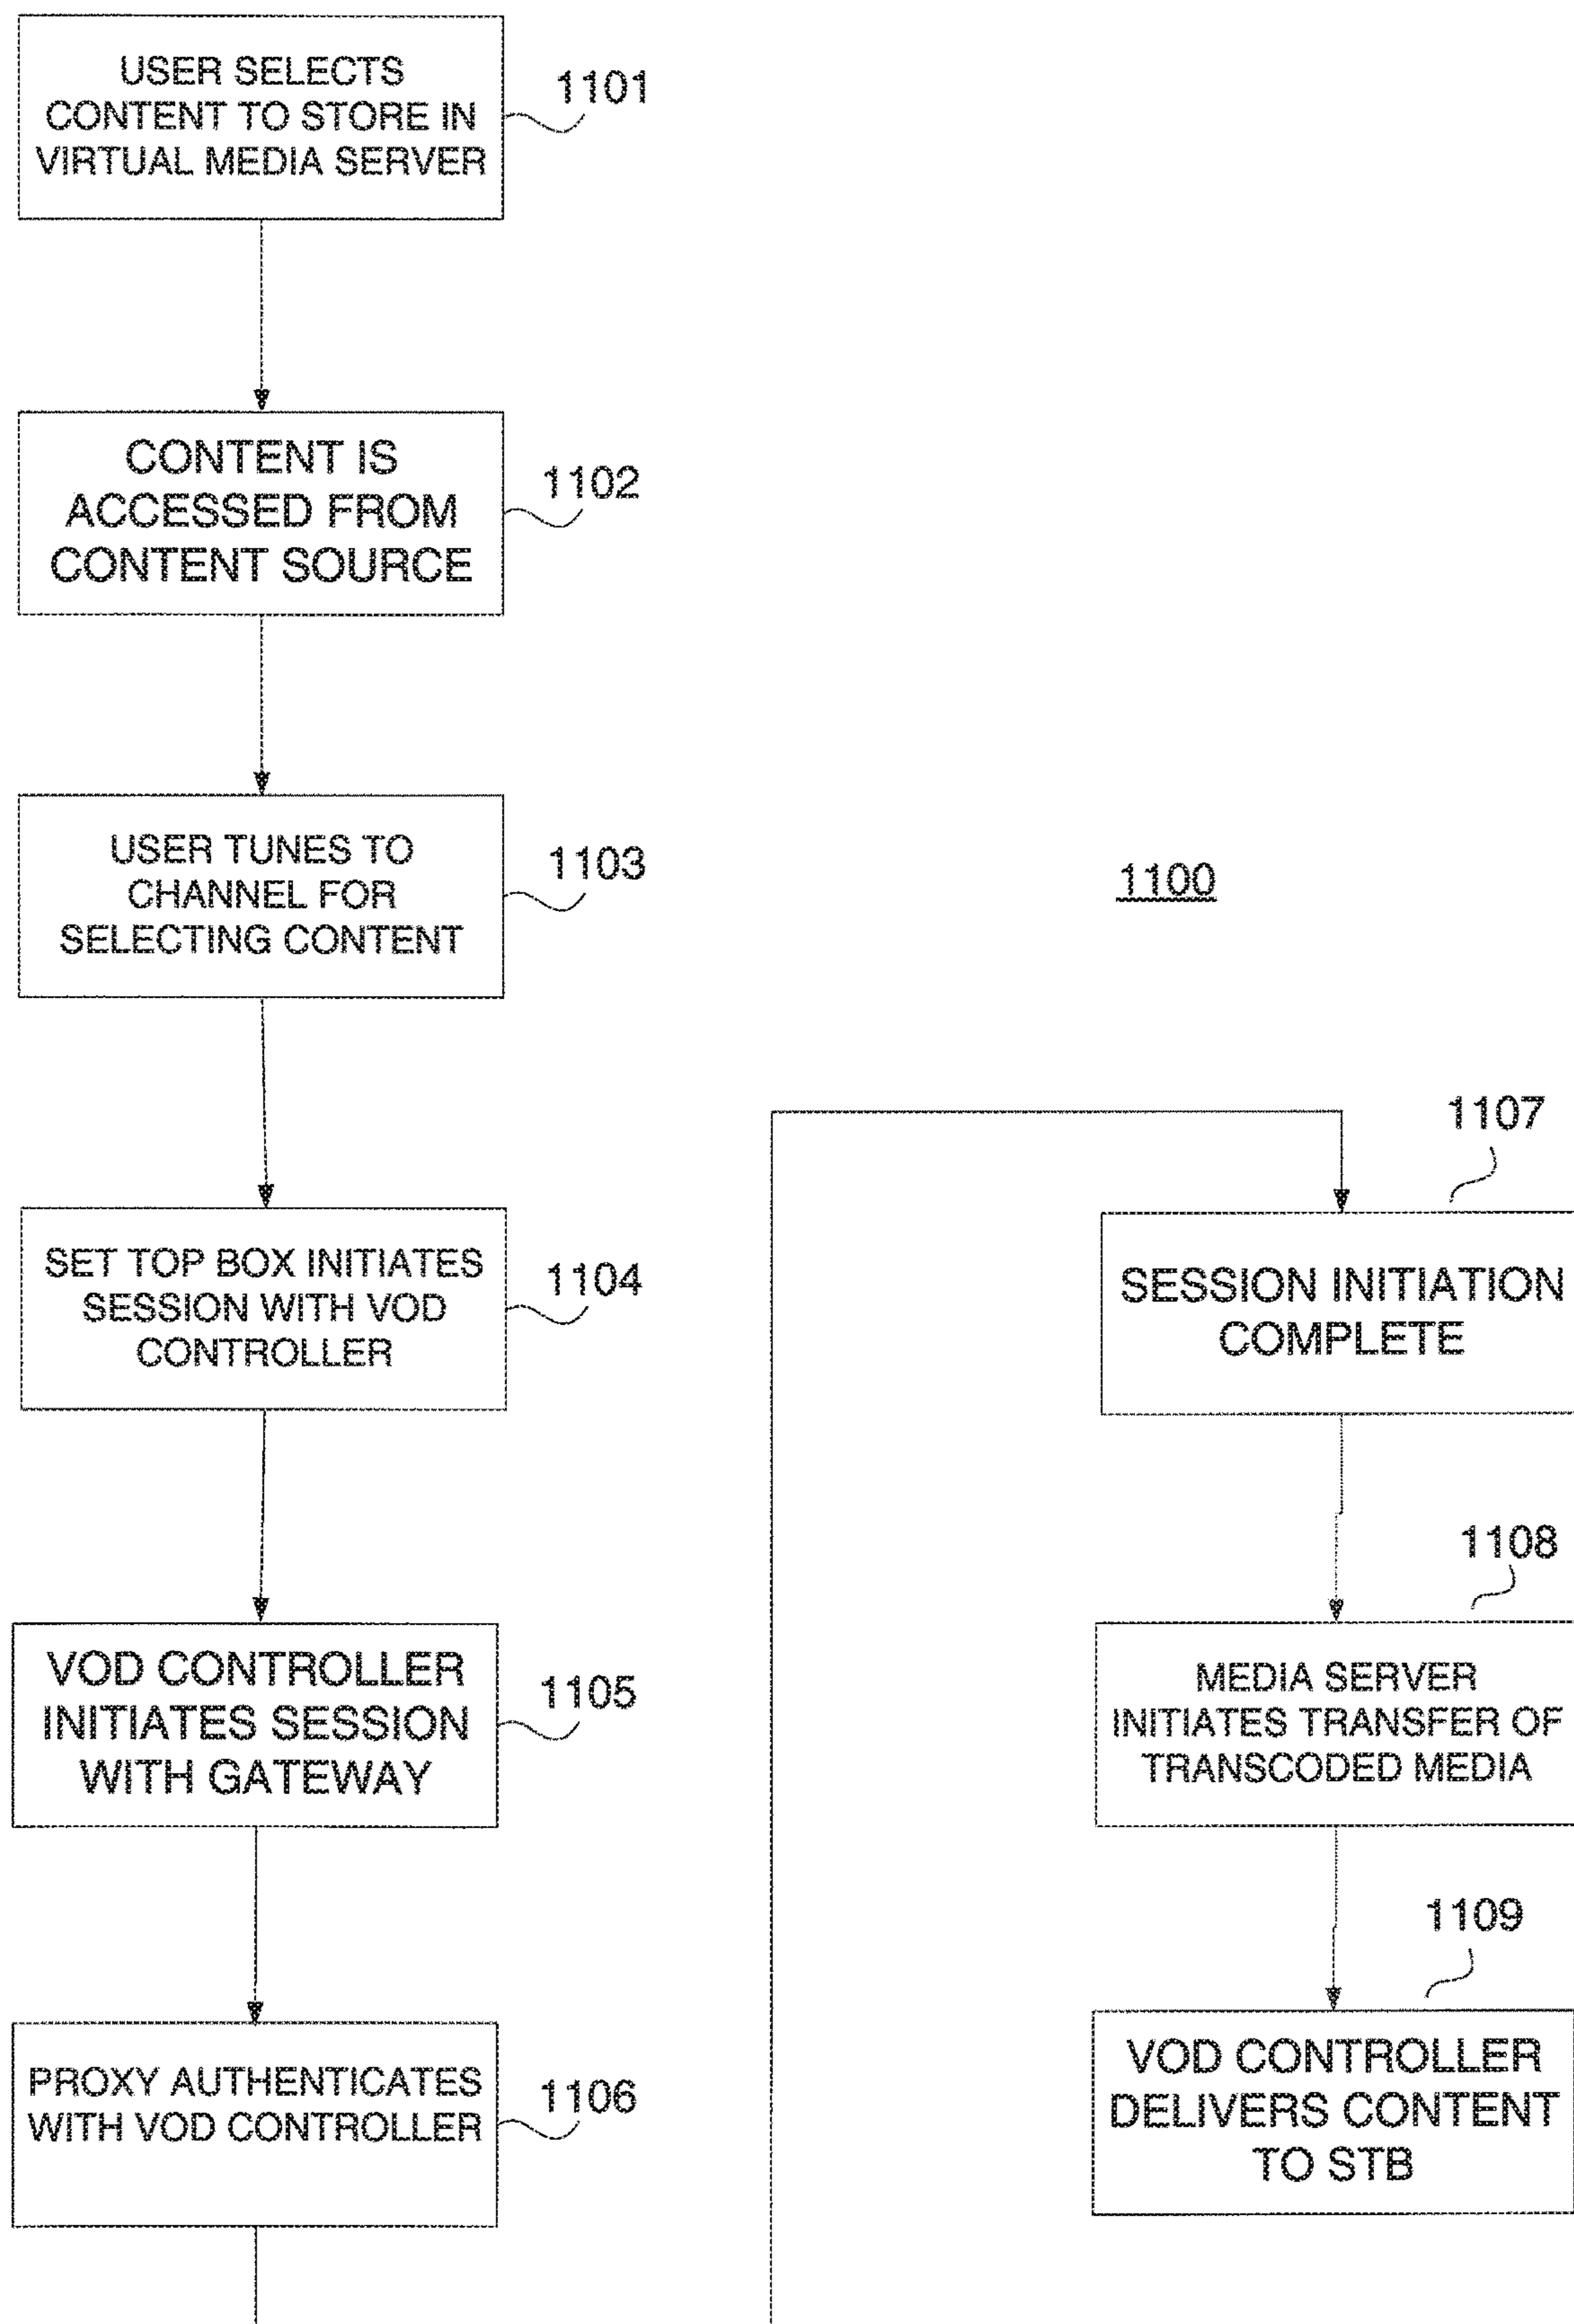 USER SELECTS
CONTENT TO STORE IN
VIRTUAL MEDIA SERVER
1101
CONTENT IS
ACCESSED FROM
CONTENT SOURCE
1102
USER TUNES TO
CHANNEL FOR
SELECTING CONTENT
1103
1100
SET TOP BOX INITIATES
SESSION WITH VOD
CONTROLLER
1104
VOD CONTROLLER
INITIATES SESSION
WITH GATEWAY
1105
PROXY AUTHENTICATES
WITH VOD CONTROLLER
1106
1107
SESSION INITIATION
COMPLETE
1108
MEDIA SERVER
INITIATES TRANSFER OF
TRANSCODED MEDIA
1109
VOD CONTROLLER
DELIVERS CONTENT
TO STB